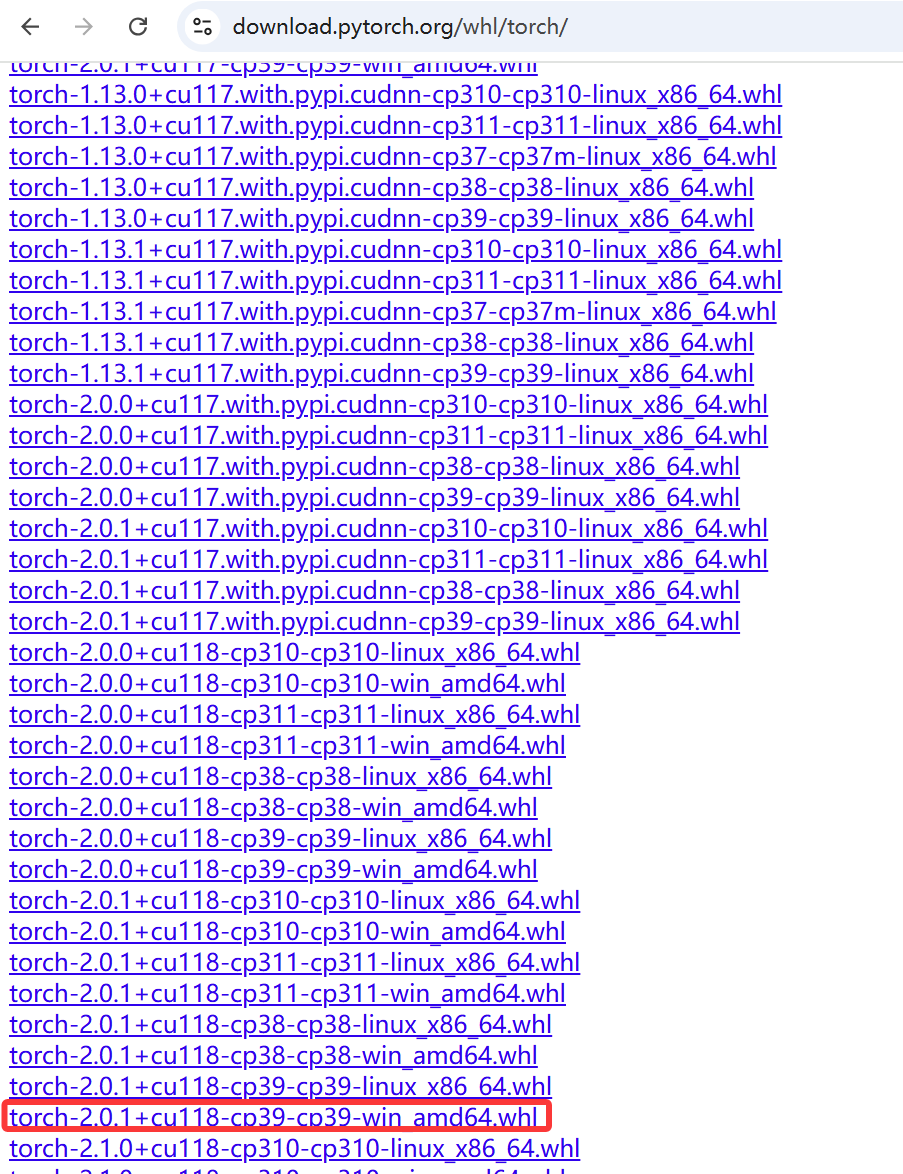 download.pytorch.org/whl/torch/
torch-2.0.1+cu117-cp39-cp39-win_amd64.whl
torch-1.13.0+cu117.with.pypi.cudnn-cp310-cp310-linux_x86_64.whl
torch-1.13.0+cu117.with.pypi.cudnn-cp311-cp311-linux_x86_64.whl
torch-1.13.0+cu117.with.pypi.cudnn-cp37-cp37m-linux_x86_64.whl
torch-1.13.0+cu117.with.pypi.cudnn-cp38-cp38-linux_x86_64.whl
torch-1.13.0+cu117.with.pypi.cudnn-cp39-cp39-linux_x86_64.whl
torch-1.13.1+cu117.with.pypi.cudnn-cp310-cp310-linux_x86_64.whl
torch-1.13.1+cu117.with.pypi.cudnn-cp311-cp311-linux_x86_64.whl
torch-1.13.1+cu117.with.pypi.cudnn-cp37-cp37m-linux_x86_64.whl
torch-1.13.1+cu117.with.pypi.cudnn-cp38-cp38-linux_x86_64.whl
torch-1.13.1+cu117.with.pypi.cudnn-cp39-cp39-linux_x86_64.whl
torch-2.0.0+cu117.with.pypi.cudnn-cp310-cp310-linux_x86_64.whl
torch-2.0.0+cu117.with.pypi.cudnn-cp311-cp311-linux_x86_64.whl
torch-2.0.0+cu117.with.pypi.cudnn-cp38-cp38-linux_x86_64.whl
torch-2.0.0+cu117.with.pypi.cudnn-cp39-cp39-linux_x86_64.whl
torch-2.0.1+cu117.with.pypi.cudnn-cp310-cp310-linux_x86_64.whl
torch-2.0.1+cu117.with.pypi.cudnn-cp311-cp311-linux_x86_64.whl
torch-2.0.1+cu117.with.pypi.cudnn-cp38-cp38-linux_x86_64.whl
torch-2.0.1+cu117.with.pypi.cudnn-cp39-cp39-linux_x86_64.whl
torch-2.0.0+cu118-cp310-cp310-linux_x86_64.whl
torch-2.0.0+cu118-cp310-cp310-win_amd64.whl
torch-2.0.0+cu118-cp311-cp311-linux_x86_64.whl
torch-2.0.0+cu118-cp311-cp311-win_amd64.whl
torch-2.0.0+cu118-cp38-cp38-linux_x86_64.whl
torch-2.0.0+cu118-cp38-cp38-win_amd64.whl
torch-2.0.0+cu118-cp39-cp39-linux_x86_64.whl
torch-2.0.0+cu118-cp39-cp39-win_amd64.whl
torch-2.0.1+cu118-cp310-cp310-linux_x86_64.whl
torch-2.0.1+cu118-cp310-cp310-win_amd64.whl
torch-2.0.1+cu118-cp311-cp311-linux_x86_64.whl
torch-2.0.1+cu118-cp311-cp311-win_amd64.whl
torch-2.0.1+cu118-cp38-cp38-linux_x86_64.whl
torch-2.0.1+cu118-cp38-cp38-win_amd64.whl
torch-2.0.1+cu118-cp39-cp39-linux_x86_64.whl
torch-2.0.1+cu118-cp39-cp39-win_amd64.whl
torch-2.1.0+cu118-cp310-cp310-linux_x86_64.whl